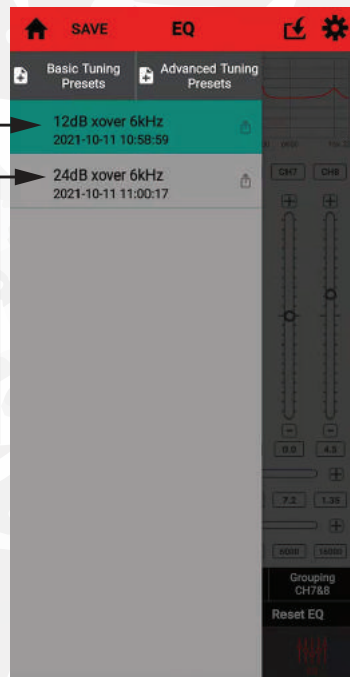 SAVE EQ
Basic Tuning Presets
Advanced Tuning Presets
12dB xover 6kHz
2021-10-11 10:58:59
24dB xover 6kHz
2021-10-11 11:00:17
CH7 CH8
0.0 4.5
7.2 1.35
6000 16000
Grouping
CH7&8
Reset EQ